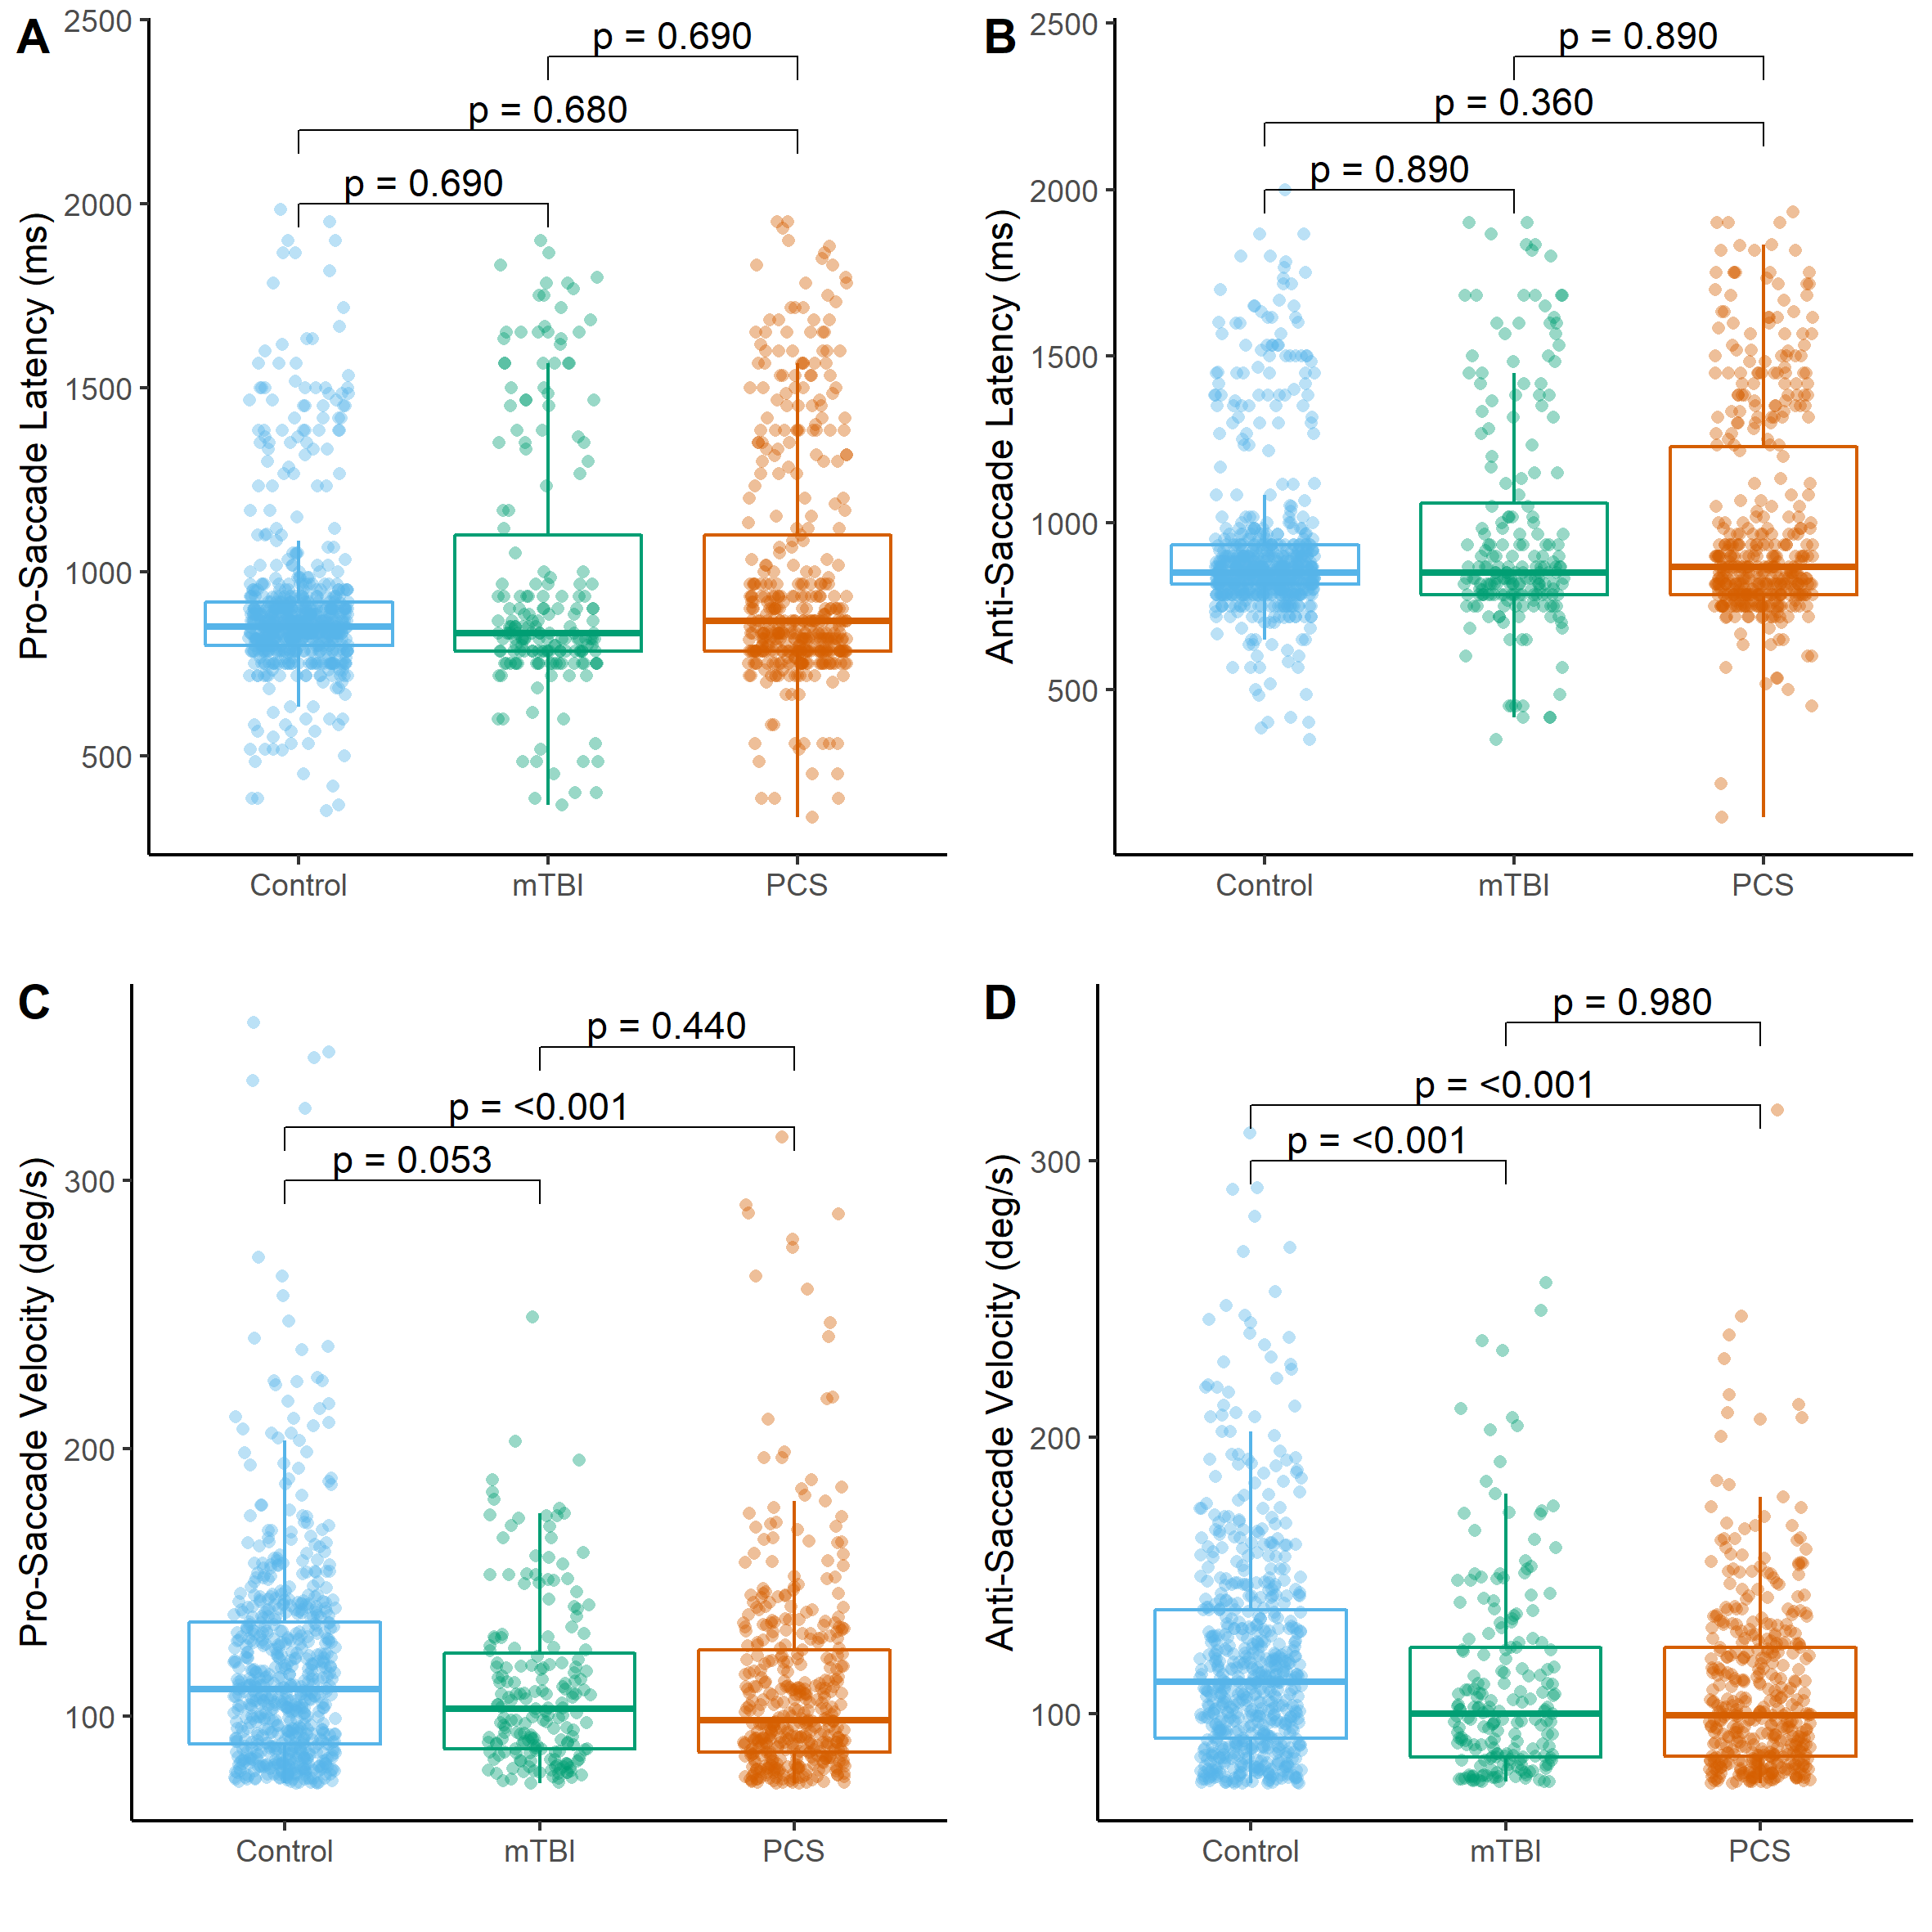 A
Pro-Saccade Latency (ms)
2500
2000
1500
1000
500
p = 0.690
p = 0.680
p = 0.690
Control
mTBI
PCS
B
Anti-Saccade Latency (ms)
2500
2000
1500
1000
500
p = 0.890
p = 0.360
p = 0.890
Control
mTBI
PCS
C
Pro-Saccade Velocity (deg/s)
300
200
100
p = 0.440
p = <0.001
p = 0.053
Control
mTBI
PCS
D
Anti-Saccade Velocity (deg/s)
300
200
100
p = 0.980
p = <0.001
p = <0.001
Control
mTBI
PCS